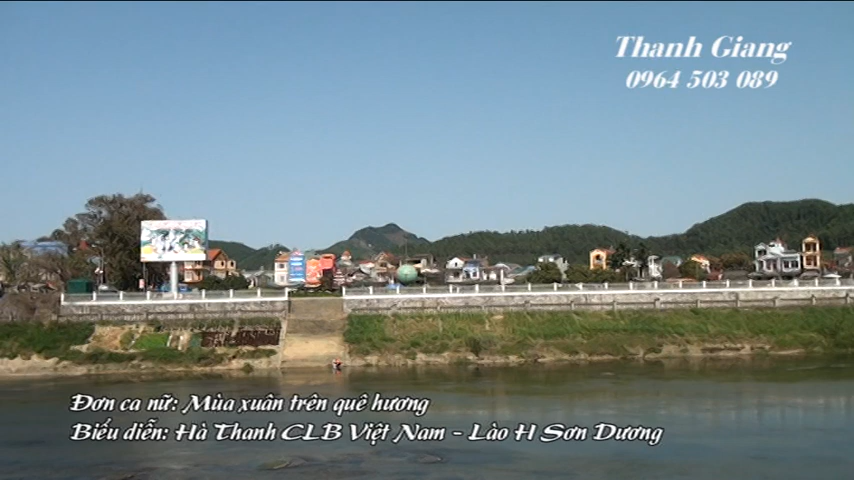 Thanh Giang
0964 503 089
Đơn ca nữ: Mùa xuân trên quê hương
Biểu diễn: Hà Thanh CLB Việt Nam - Lào H Sơn Dương